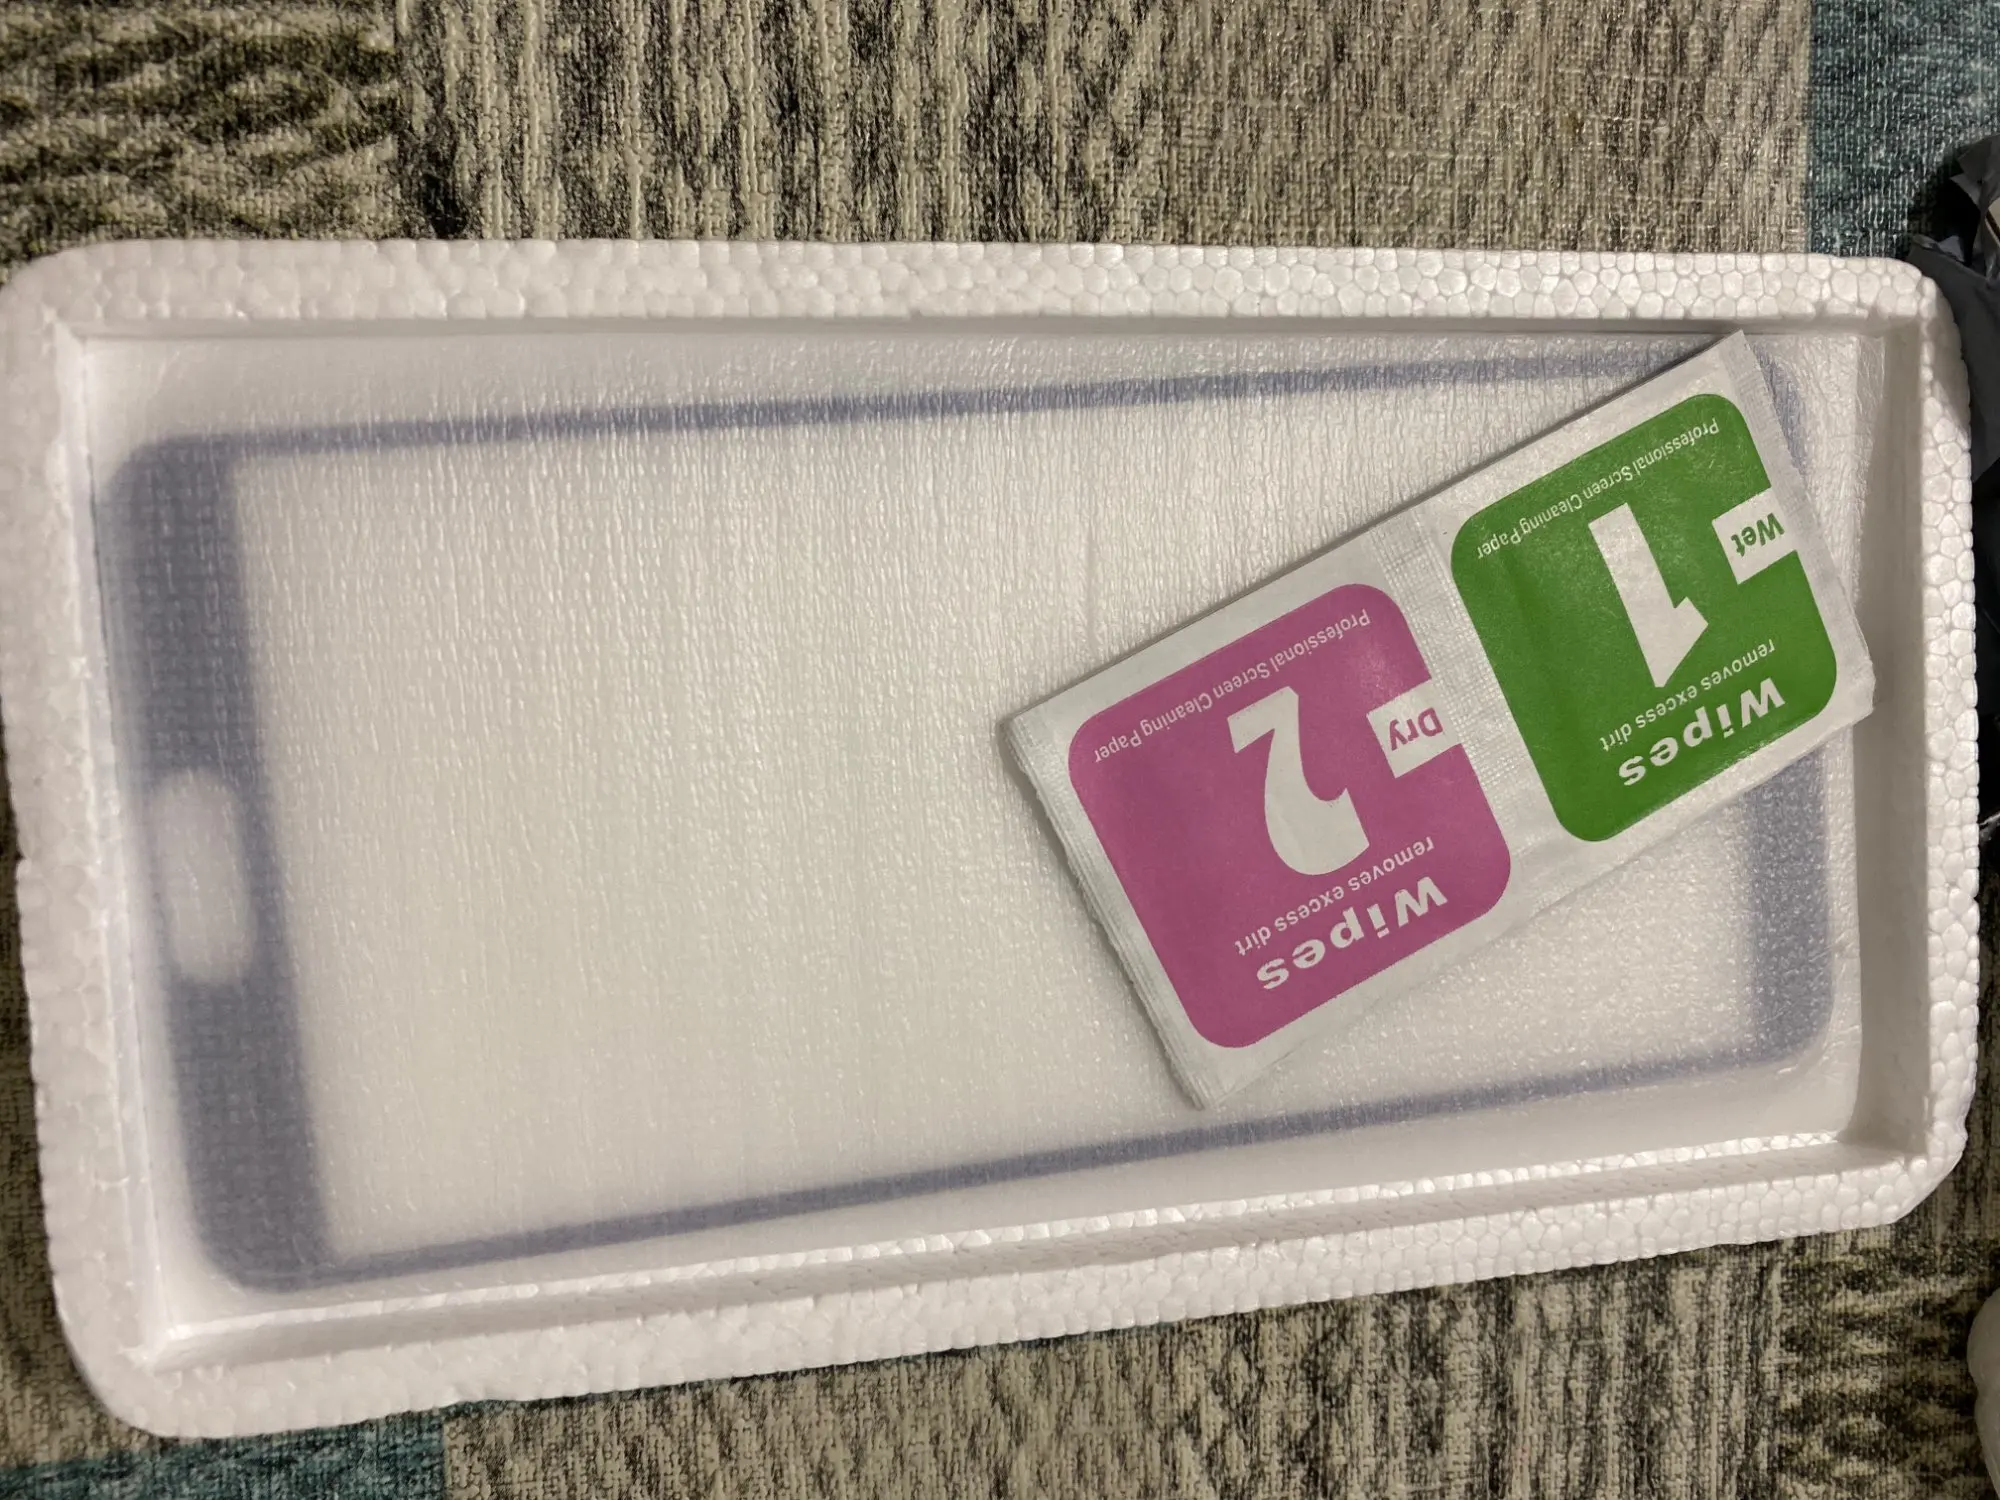 Wipes
removes excess dirt
1
Wet
Professional Screen Cleaning Paper
Wipes
removes excess dirt
2
Dry
Professional Screen Cleaning Paper